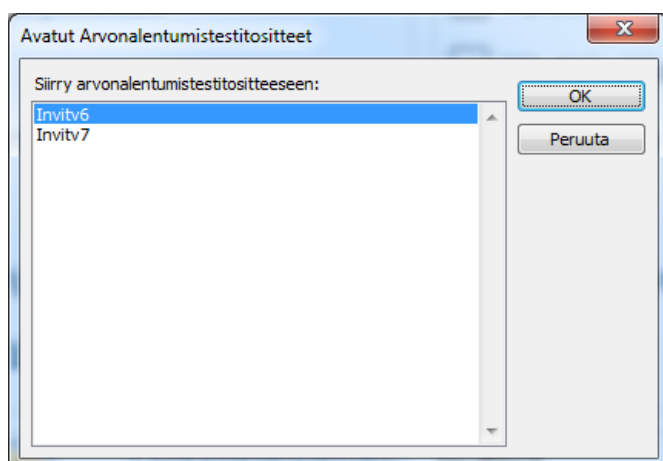 Avatut Arvonalentumistestitositteet
Siirry arvonalentumistestitositteeseen:
Invitv6
Invitv7
OK
Peruuta